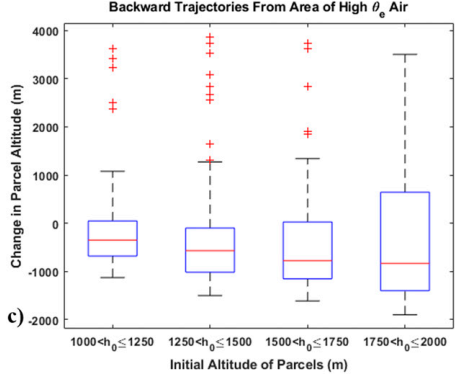 Backward Trajectories From Area of High θe Air
Change in Parcel Altitude (m)
4000
3000
2000
1000
0
-1000
-2000
c)
1000<h0≤1250 1250<h0≤1500 1500<h0≤1750 1750<h0≤2000
Initial Altitude of Parcels (m)